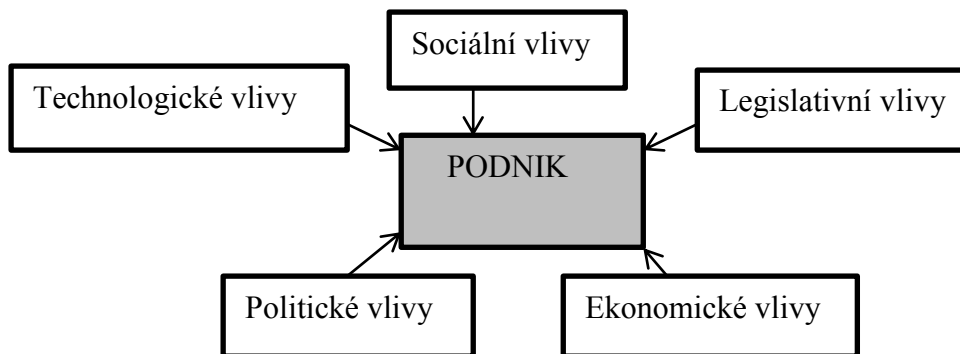 Sociální vlivy
Technologické vlivy
Legislativní vlivy
PODNIK
Politické vlivy
Ekonomické vlivy